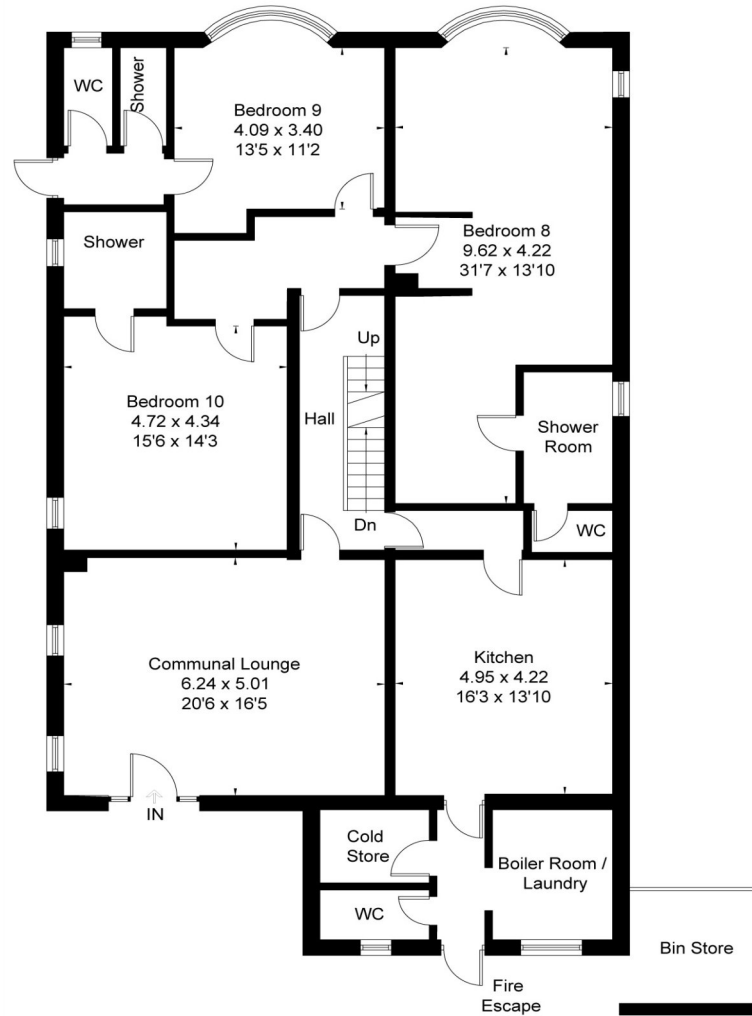 WC
Shower
Bedroom 9
4.09 x 3.40
13'5 x 11'2
Shower
Bedroom 8
9.62 x 4.22
31'7 x 13'10
Up
Bedroom 10
4.72 x 4.34
15'6 x 14'3
Hall
Shower
Room
Dn
WC
Communal Lounge
6.24 x 5.01
20'6 x 16'5
Kitchen
4.95 x 4.22
16'3 x 13'10
IN
Cold
Store
Boiler Room /
Laundry
WC
Bin Store
Fire
Escape